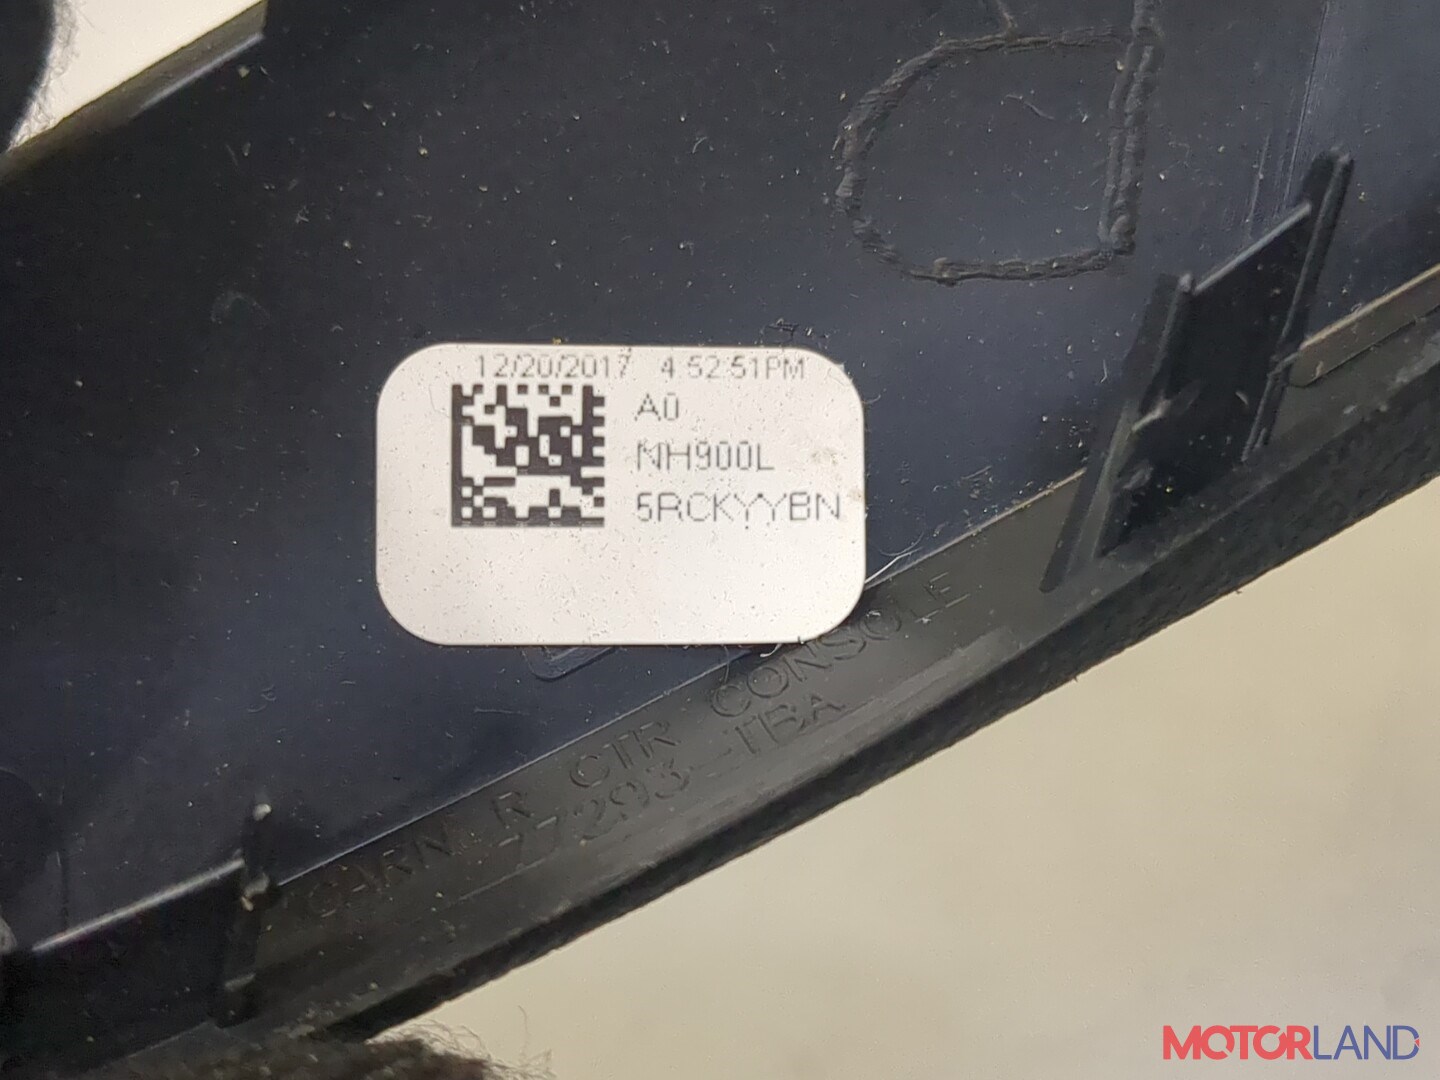 12/20/2017 4:52:51PM
A0
NH900L
5RCKYYBN
GARN R CTR CONSOLE
77293-TBA
MOTORLAND